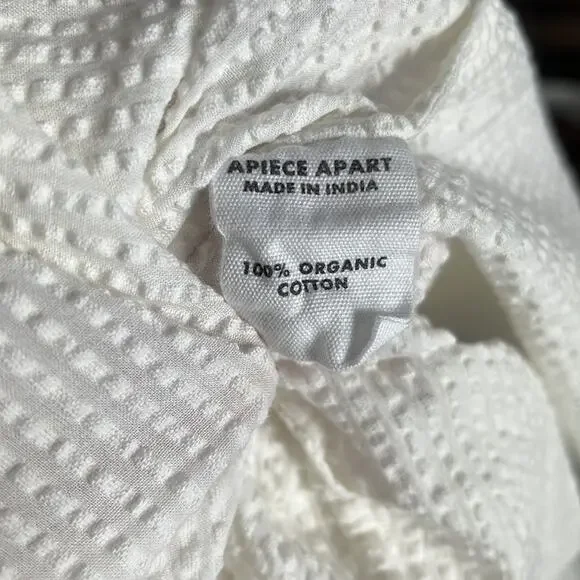 APIECE APART
MADE IN INDIA
100% ORGANIC
COTTON